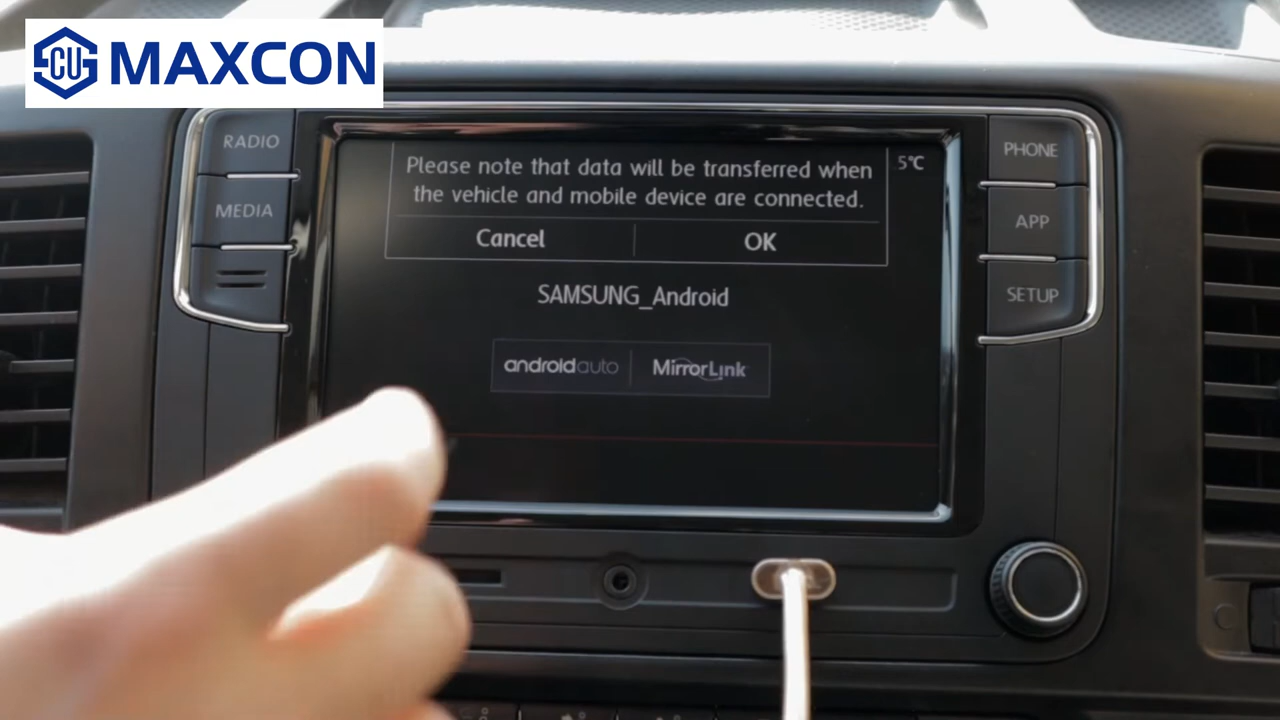 ECU MAXCON
RADIO
MEDIA
PHONE
APP
SETUP
5°C
Please note that data will be transferred when
the vehicle and mobile device are connected.
Cancel
OK
SAMSUNG_Android
androidauto
MirrorLink